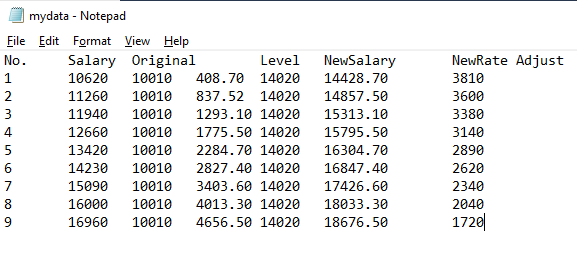 mydata - Notepad
File Edit Format View Help
No. Salary Original Level NewSalary NewRate Adjust
1 10620 10010 408.70 14020 14428.70 3810
2 11260 10010 837.52 14020 14857.50 3600
3 11940 10010 1293.10 14020 15313.10 3380
4 12660 10010 1775.50 14020 15795.50 3140
5 13420 10010 2284.70 14020 16304.70 2890
6 14230 10010 2827.40 14020 16847.40 2620
7 15090 10010 3403.60 14020 17426.60 2340
8 16000 10010 4013.30 14020 18033.30 2040
9 16960 10010 4656.50 14020 18676.50 1720